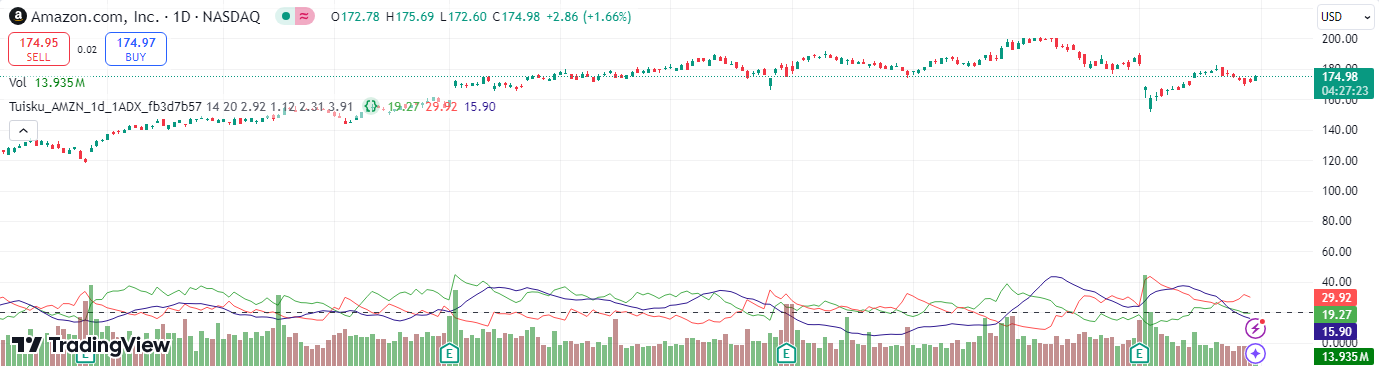 a Amazon.com, Inc. · 1D · NASDAQ O172.78 H175.69 L172.60 C174.98 +2.86 (+1.66%) USD
174.95 SELL 0.02 174.97 BUY
Vol 13.935M
Tuisku_AMZN_1d_1ADX_fb3d7b57 14 20 2.92 1.12 2.31 3.91 {} 19.27 29.92 15.90
200.00
180.00
174.98
04:27:23
160.00
140.00
120.00
100.00
80.00
60.00
40.00
29.92
19.27
15.90
0.0000
13.935M
E E E E
TradingView